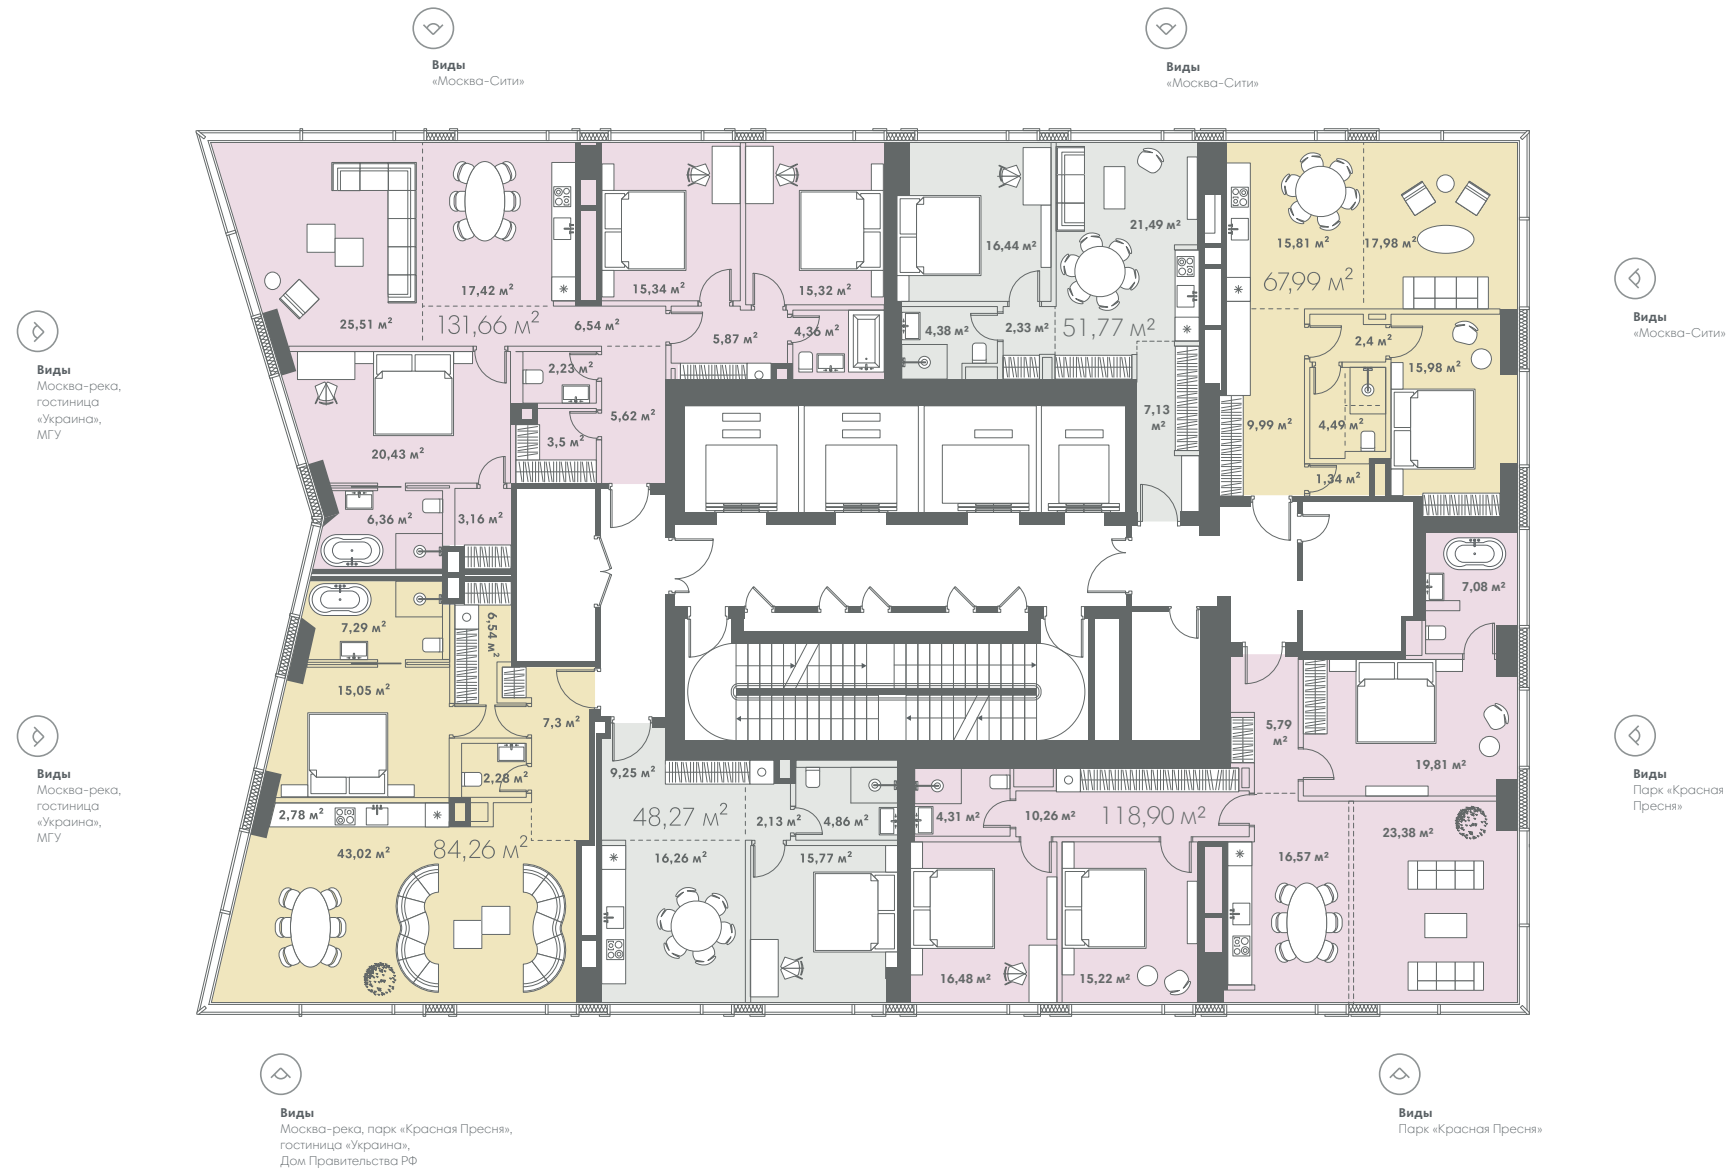 Виды
«Москва-Сити»
Виды
«Москва-Сити»
16,44 м²
21,49 м²
15,81 м²
17,98 м²
67,99 м²
17,42 м²
15,34 м²
15,32 м²
25,51 м²
131,66 м²
6,54 м²
5,87 м²
4,36 м²
4,38 м²
2,33 м²
51,77 м²
2,4 м²
15,98 м²
Виды
«Москва-Сити»
Виды
Москва-река,
гостиница
«Украина»,
МГУ
2,23 м²
5,62 м²
3,5 м²
20,43 м²
7,13
м²
9,99 м²
4,49 м²
1,34 м²
6,36 м²
3,16 м²
7,08 м²
7,29 м²
6,54 м²
15,05 м²
7,3 м²
2,28 м²
2,78 м²
43,02 м²
84,26 м²
9,25 м²
48,27 м²
2,13 м²
4,86 м²
16,26 м²
15,77 м²
4,31 м²
10,26 м²
118,90 м²
5,79
м²
19,81 м²
16,57 м²
23,38 м²
16,48 м²
15,22 м²
Виды
Москва-река,
гостиница
«Украина»,
МГУ
Виды
Парк «Красная
Пресня»
Виды
Москва-река, парк «Красная Пресня»,
гостиница «Украина»,
Дом Правительства РФ
Виды
Парк «Красная Пресня»